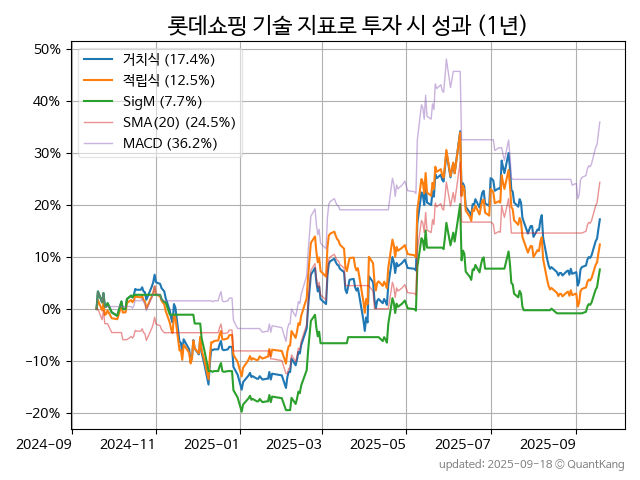 롯데쇼핑 기술 지표로 투자 시 성과 (1년)
거치식 (17.4%)
적립식 (12.5%)
SigM (7.7%)
SMA(20) (24.5%)
MACD (36.2%)
50%
40%
30%
20%
10%
0%
−10%
−20%
2024-09
2024-11
2025-01
2025-03
2025-05
2025-07
2025-09
updated: 2025-09-18 © QuantKang